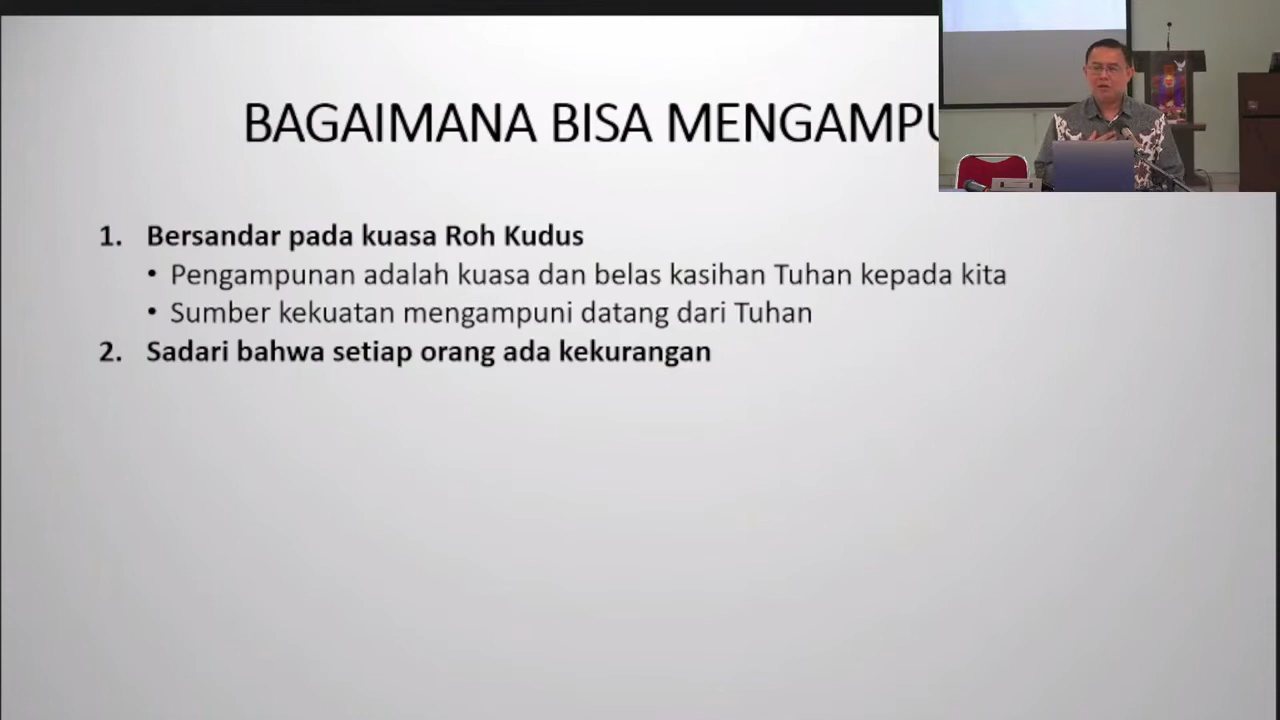 BAGAIMANA BISA
1. Bersandar pada kuasa Roh Kudus
• Pengampunan adalah kuasa dan belas kasihan Tuhan kepada kita
• Sumber kekuatan mengampuni datang dari Tuhan
2. Sadari bahwa setiap orang ada kekurangan